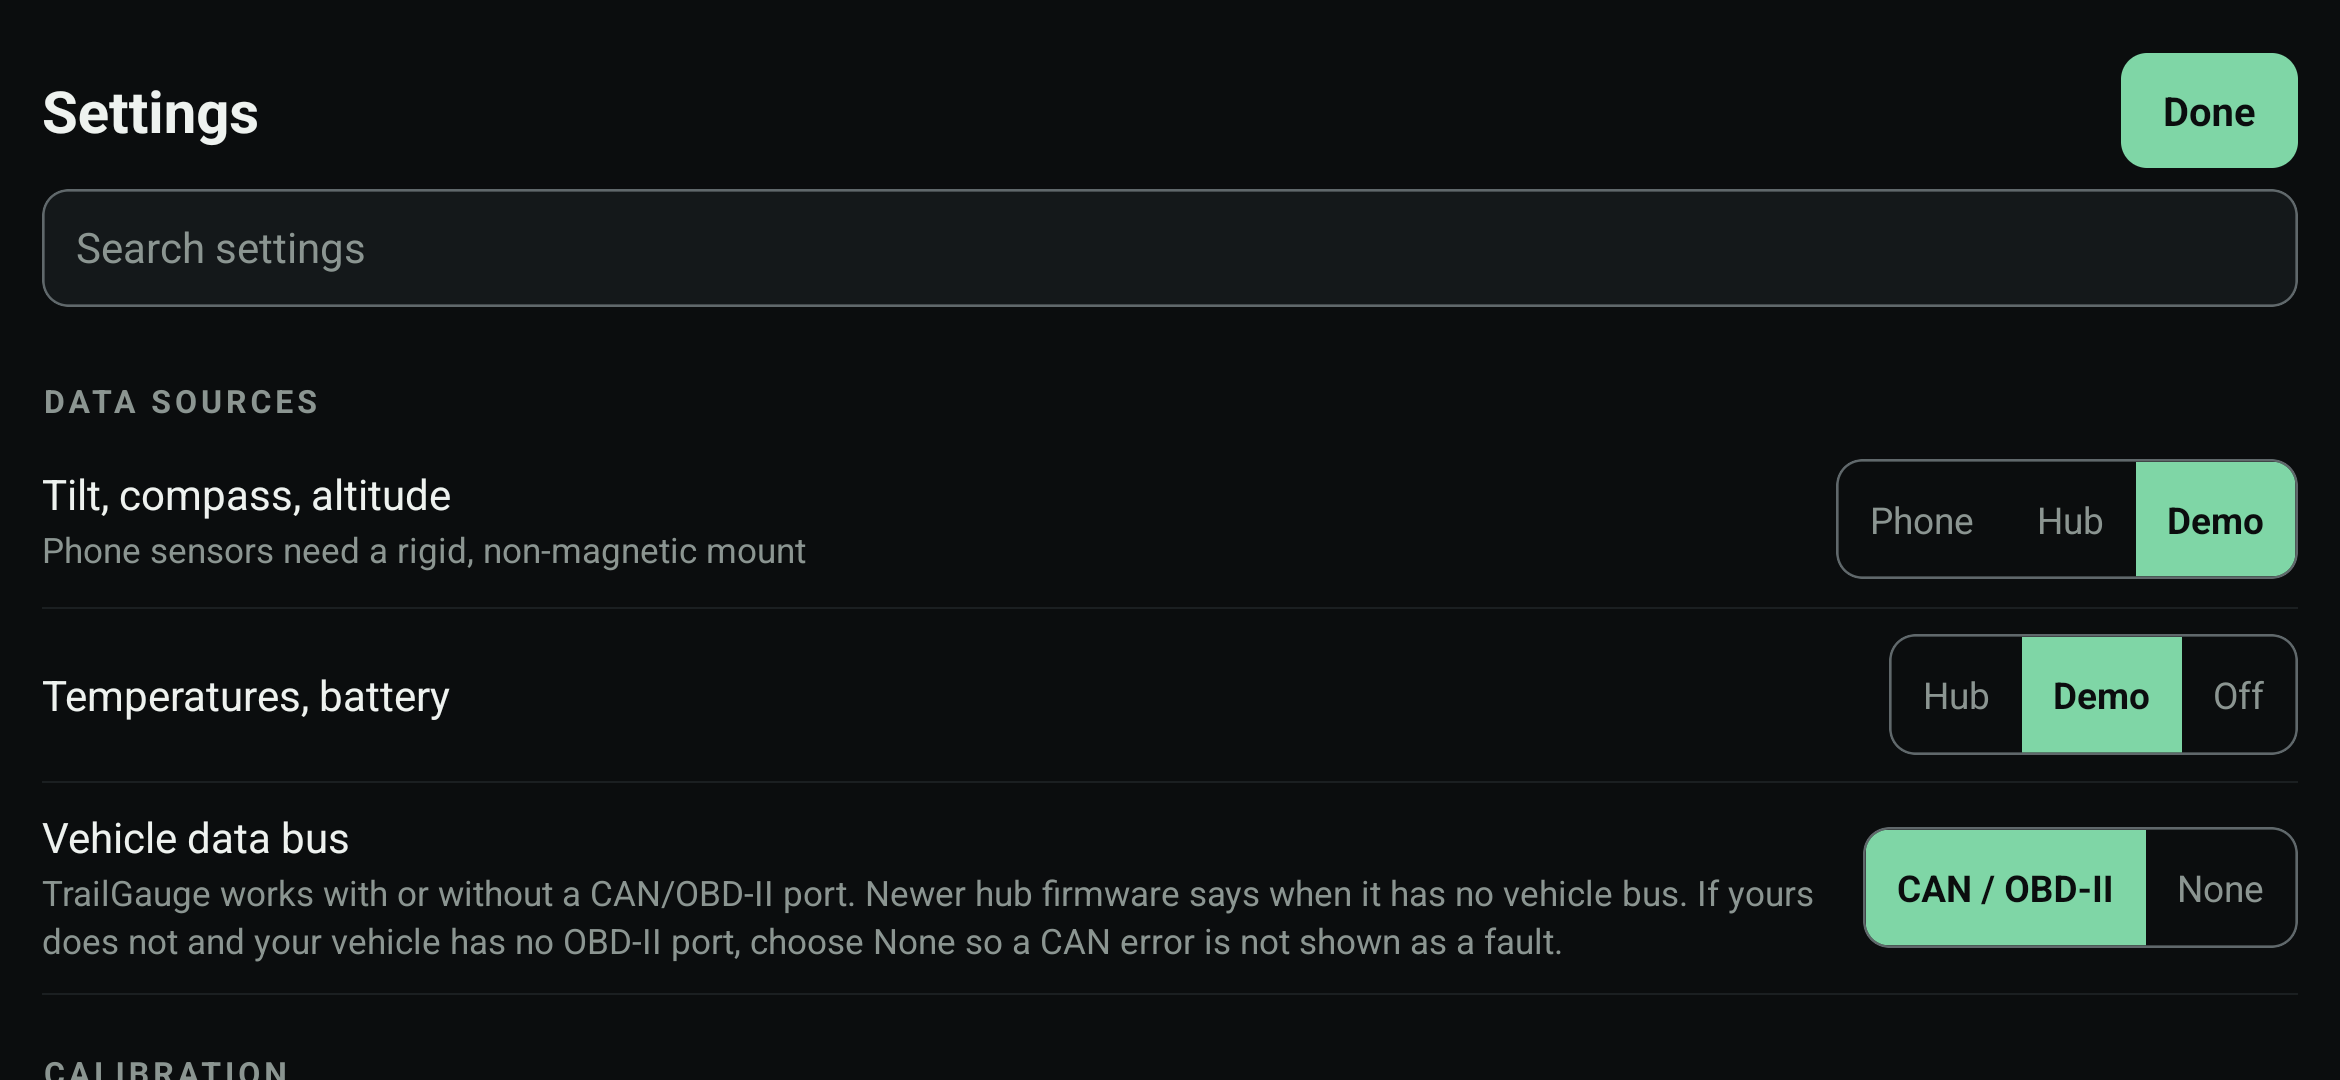 Settings
Done
Search settings
DATA SOURCES
Tilt, compass, altitude
Phone sensors need a rigid, non-magnetic mount
Phone Hub Demo
Temperatures, battery
Hub Demo Off
Vehicle data bus
TrailGauge works with or without a CAN/OBD-II port. Newer hub firmware says when it has no vehicle bus. If yours
does not and your vehicle has no OBD-II port, choose None so a CAN error is not shown as a fault.
CAN / OBD-II None
CALIBRATION